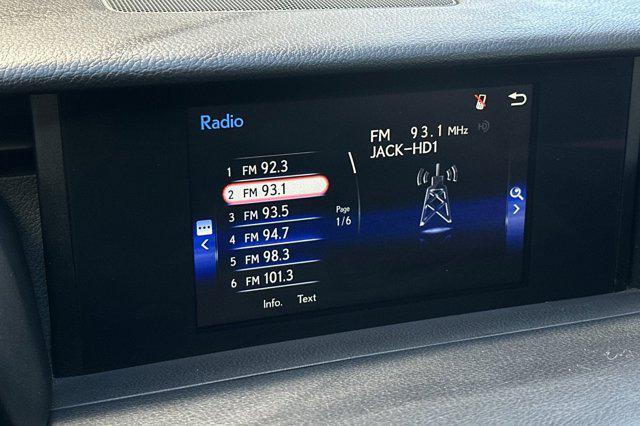 Radio
FM 93.1 MHz
JACK-HD1
1 FM 92.3
2 FM 93.1
3 FM 93.5
4 FM 94.7
5 FM 98.3
6 FM 101.3
Page
1/6
Info. Text